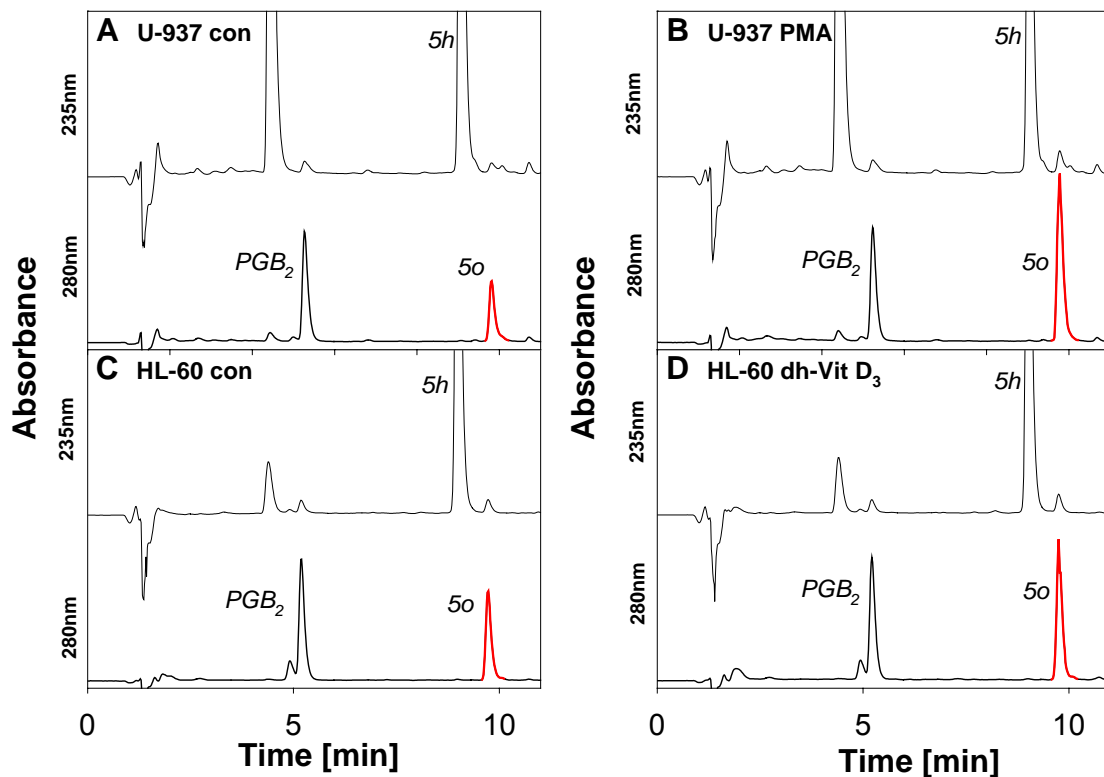 A U-937 con
5h
235nm
PGB2
5o
280nm
Absorbance
B U-937 PMA
5h
235nm
PGB2
5o
280nm
Absorbance
C HL-60 con
5h
235nm
PGB2
5o
280nm
0 5 10
Time [min]
D HL-60 dh-Vit D3
5h
235nm
PGB2
5o
280nm
0 5 10
Time [min]